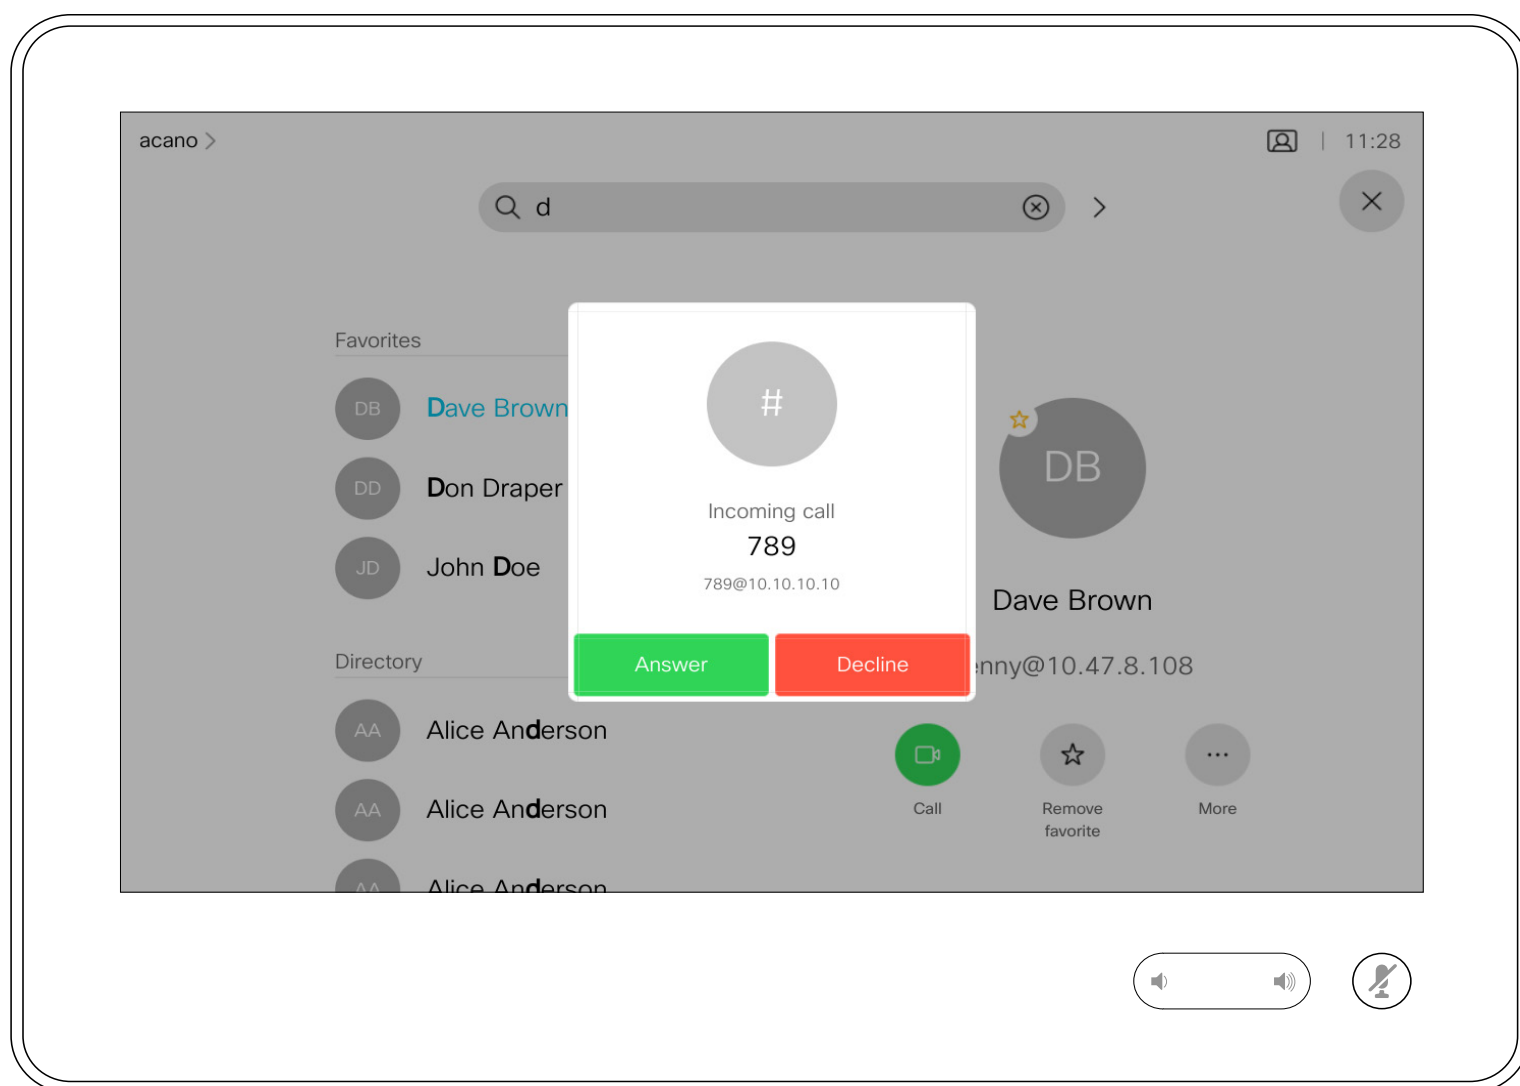 acano
11:28
d
Favorites
DB
Dave Brown
DD
Don Draper
JD
John Doe
Directory
AA
Alice Anderson
AA
Alice Anderson
AA
Alice Anderson
#
Incoming call
789
789@10.10.10.10
Answer
Decline
DB
Dave Brown
nny@10.47.8.108
Call
Remove
favorite
More